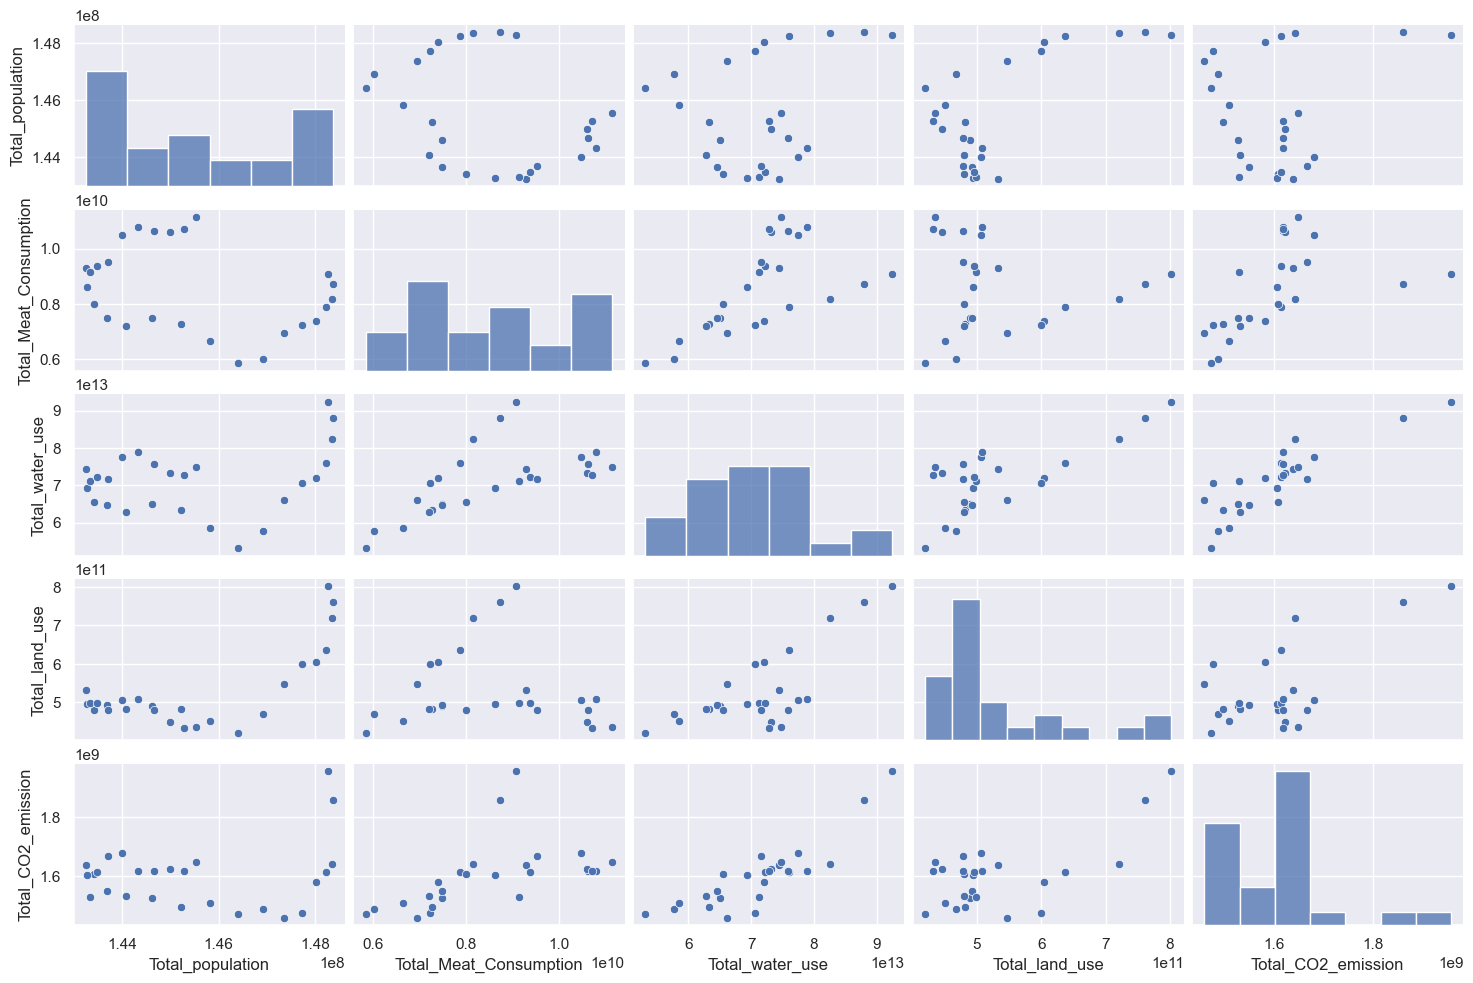 1e8
1.48
1.46
1.44
Total_population
1e10
1.0
0.8
0.6
Total_Meat_Consumption
1e13
9
8
7
6
Total_water_use
1e11
8
7
6
5
Total_land_use
1e9
1.8
1.6
Total_CO2_emission
1.44 1.46 1.48 0.6 0.8 1.0 6 7 8 9 5 6 7 8 1.6 1.8
Total_population 1e8 Total_Meat_Consumption 1e10 Total_water_use 1e13 Total_land_use 1e11 Total_CO2_emission 1e9